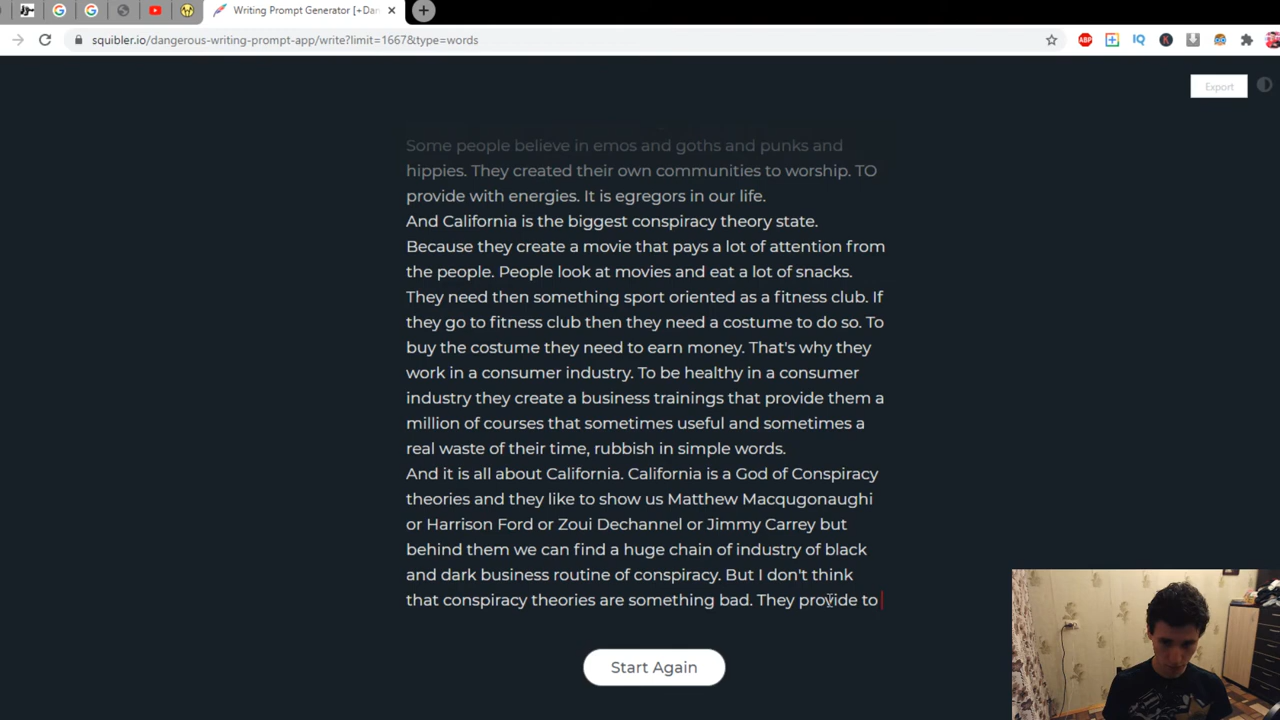 Writing Prompt Generator [+Dan
squibler.io/dangerous-writing-prompt-app/write?limit=1667&type=words
ABP
IQ
K
Export
Some people believe in emos and goths and punks and
hippies. They created their own communities to worship. TO
provide with energies. It is egregors in our life.
And California is the biggest conspiracy theory state.
Because they create a movie that pays a lot of attention from
the people. People look at movies and eat a lot of snacks.
They need then something sport oriented as a fitness club. If
they go to fitness club then they need a costume to do so. To
buy the costume they need to earn money. That's why they
work in a consumer industry. To be healthy in a consumer
industry they create a business trainings that provide them a
million of courses that sometimes useful and sometimes a
real waste of their time, rubbish in simple words.
And it is all about California. California is a God of Conspiracy
theories and they like to show us Matthew Macqugonaughi
or Harrison Ford or Zoui Dechannel or Jimmy Carrey but
behind them we can find a huge chain of industry of black
and dark business routine of conspiracy. But I don't think
that conspiracy theories are something bad. They provide to
Start Again